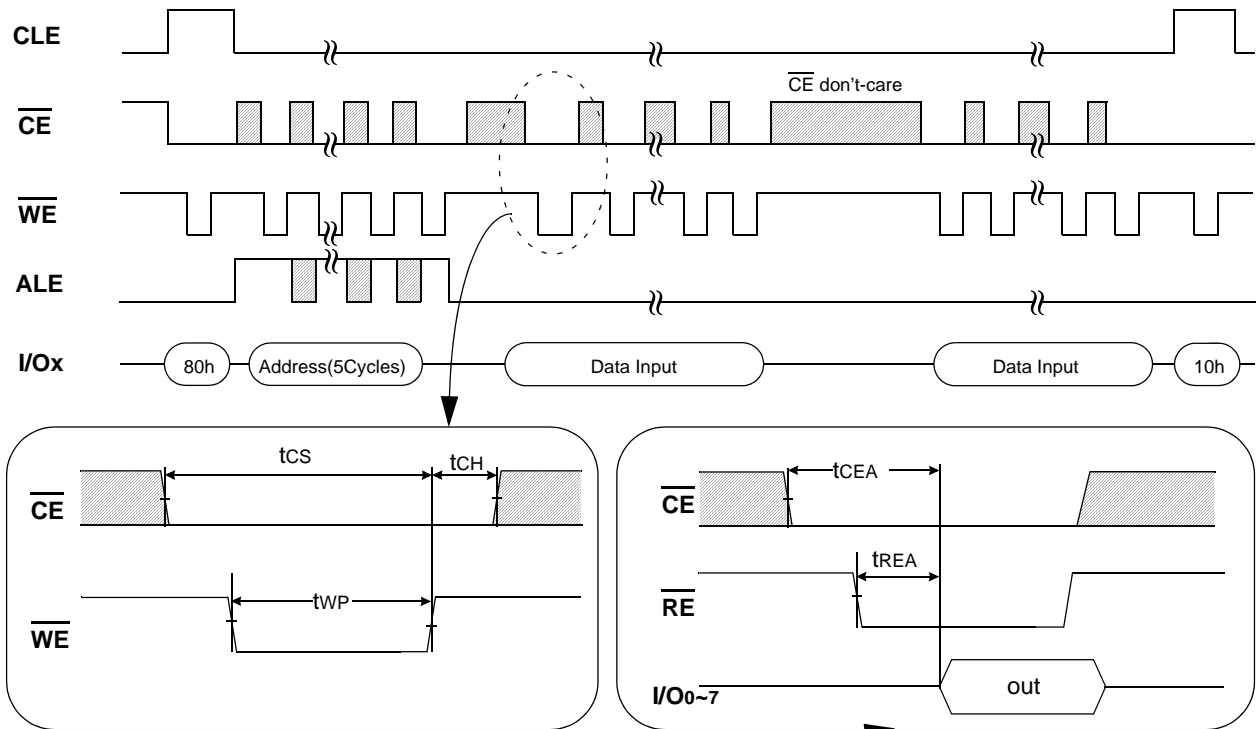 CLE
CE don't-care
CE
WE
ALE
I/Ox
80h
Address(5Cycles)
Data Input
Data Input
10h
tCS
tCH
CE
tWP
WE
tCEA
CE
tREA
RE
I/O0~7
out